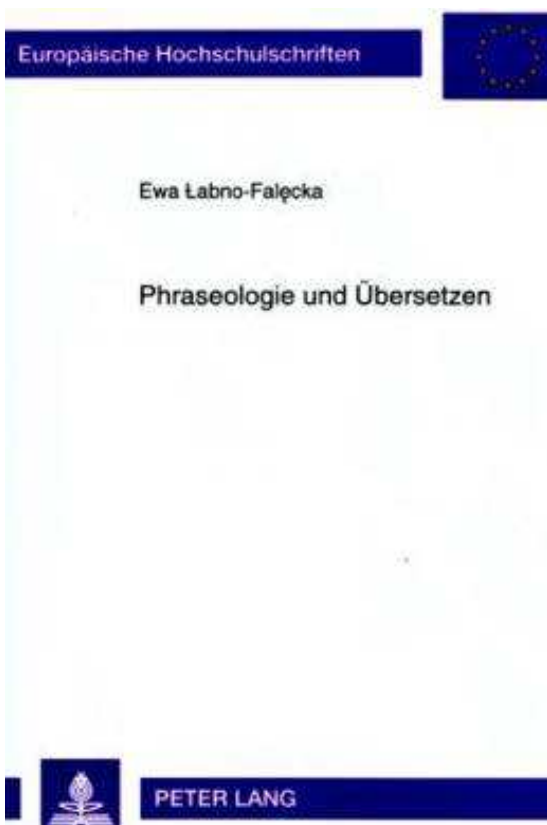 Europäische Hochschulschriften
Ewa Łabno-Falęcka
Phraseologie und Übersetzen
PETER LANG